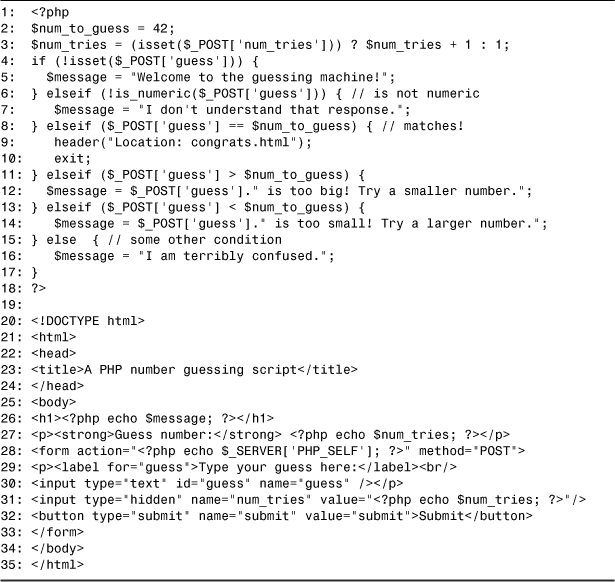 1: <?php
2: $num_to_guess = 42;
3: $num_tries = (isset($_POST['num_tries'])) ? $num_tries + 1 : 1;
4: if (!isset($_POST['guess'])) {
5:   $message = "Welcome to the guessing machine!";
6: } elseif (!is_numeric($_POST['guess'])) { // is not numeric
7:    $message = "I don't understand that response.";
8: } elseif ($_POST['guess'] == $num_to_guess) { // matches!
9:    header("Location: congrats.html");
10:    exit;
11: } elseif ($_POST['guess'] > $num_to_guess) {
12:   $message = $_POST['guess']." is too big! Try a smaller number.";
13: } elseif ($_POST['guess'] < $num_to_guess) {
14:    $message = $_POST['guess']." is too small! Try a larger number.";
15: } else  { // some other condition
16:    $message = "I am terribly confused.";
17: }
18: ?>
19:
20: <!DOCTYPE html>
21: <html>
22: <head>
23: <title>A PHP number guessing script</title>
24: </head>
25: <body>
26: <h1><?php echo $message; ?></h1>
27: <p><strong>Guess number:</strong> <?php echo $num_tries; ?></p>
28: <form action="<?php echo $_SERVER['PHP_SELF']; ?>" method="POST">
29: <p><label for="guess">Type your guess here:</label><br/>
30: <input type="text" id="guess" name="guess" /></p>
31: <input type="hidden" name="num_tries" value="<?php echo $num_tries; ?>"/>
32: <button type="submit" name="submit" value="submit">Submit</button>
33: </form>
34: </body>
35: </html>